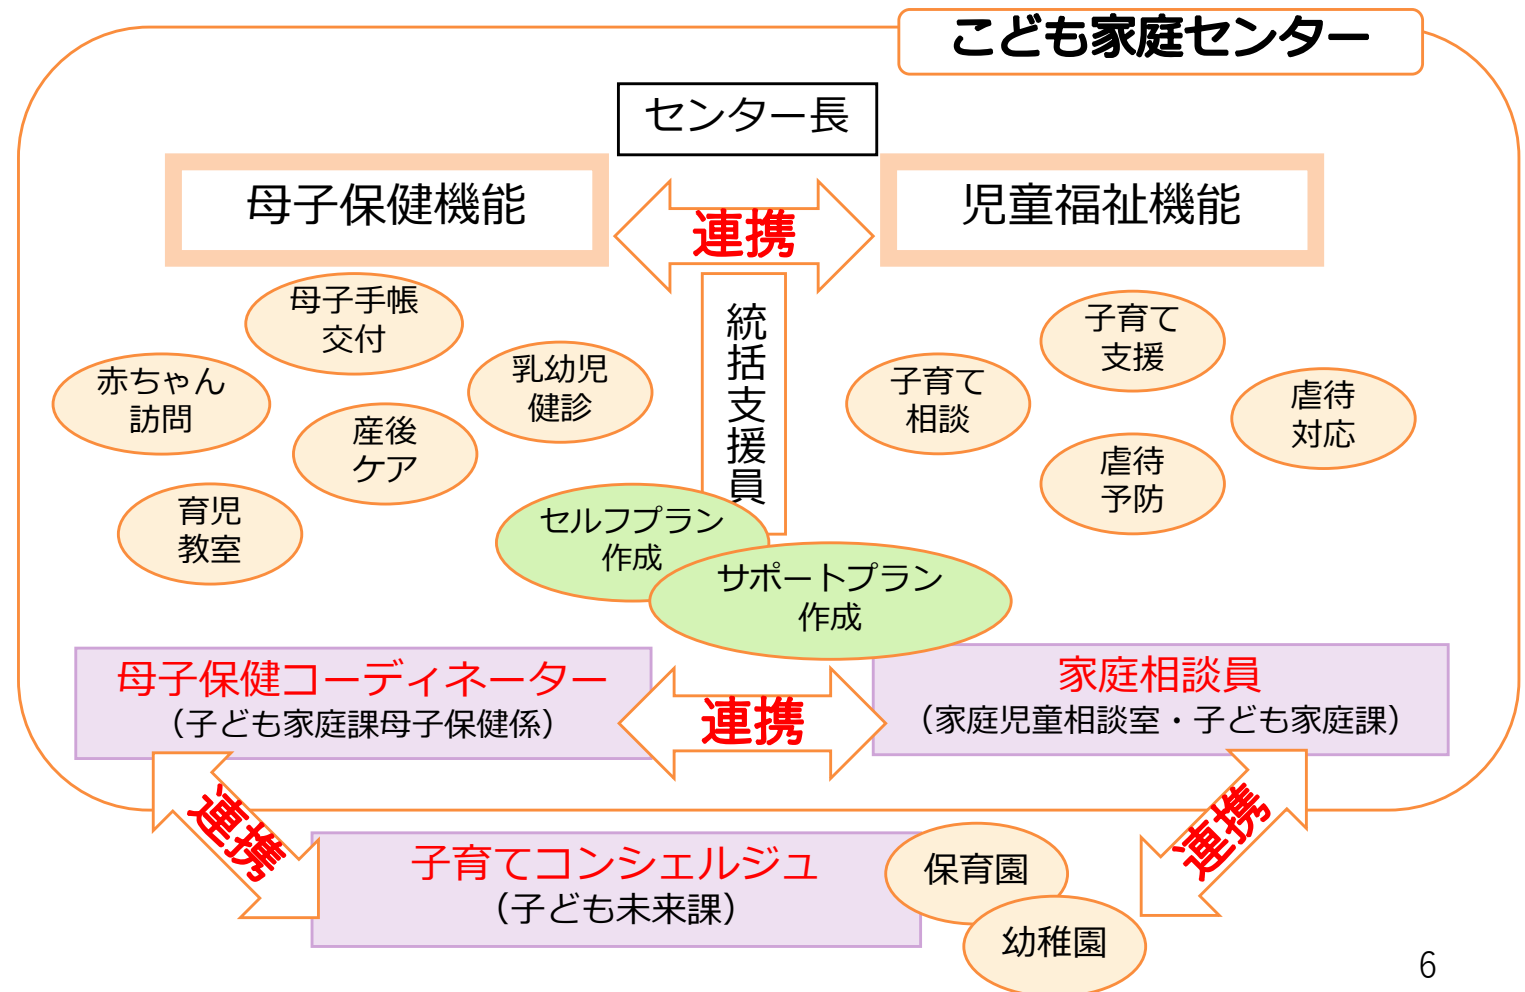 こども家庭センター
センター長
母子保健機能
連携
児童福祉機能
母子手帳
交付
赤ちゃん
訪問
乳幼児
健診
産後
ケア
育児
教室
統括支援員
子育て
支援
子育て
相談
虐待
対応
虐待
予防
セルフプラン
作成
サポートプラン
作成
母子保健コーディネーター
（子ども家庭課母子保健係）
連携
家庭相談員
（家庭児童相談室・子ども家庭課）
連携
子育てコンシェルジュ
（子ども未来課）
保育園
幼稚園
連携
6